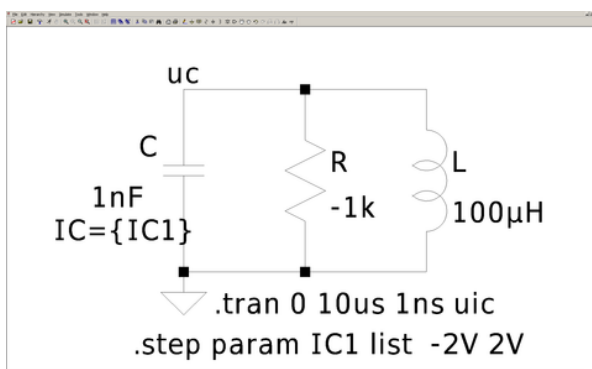 uc
C
1nF
IC={IC1}
R
-1k
L
100µH
.tran 0 10us 1ns uic
.step param IC1 list -2V 2V